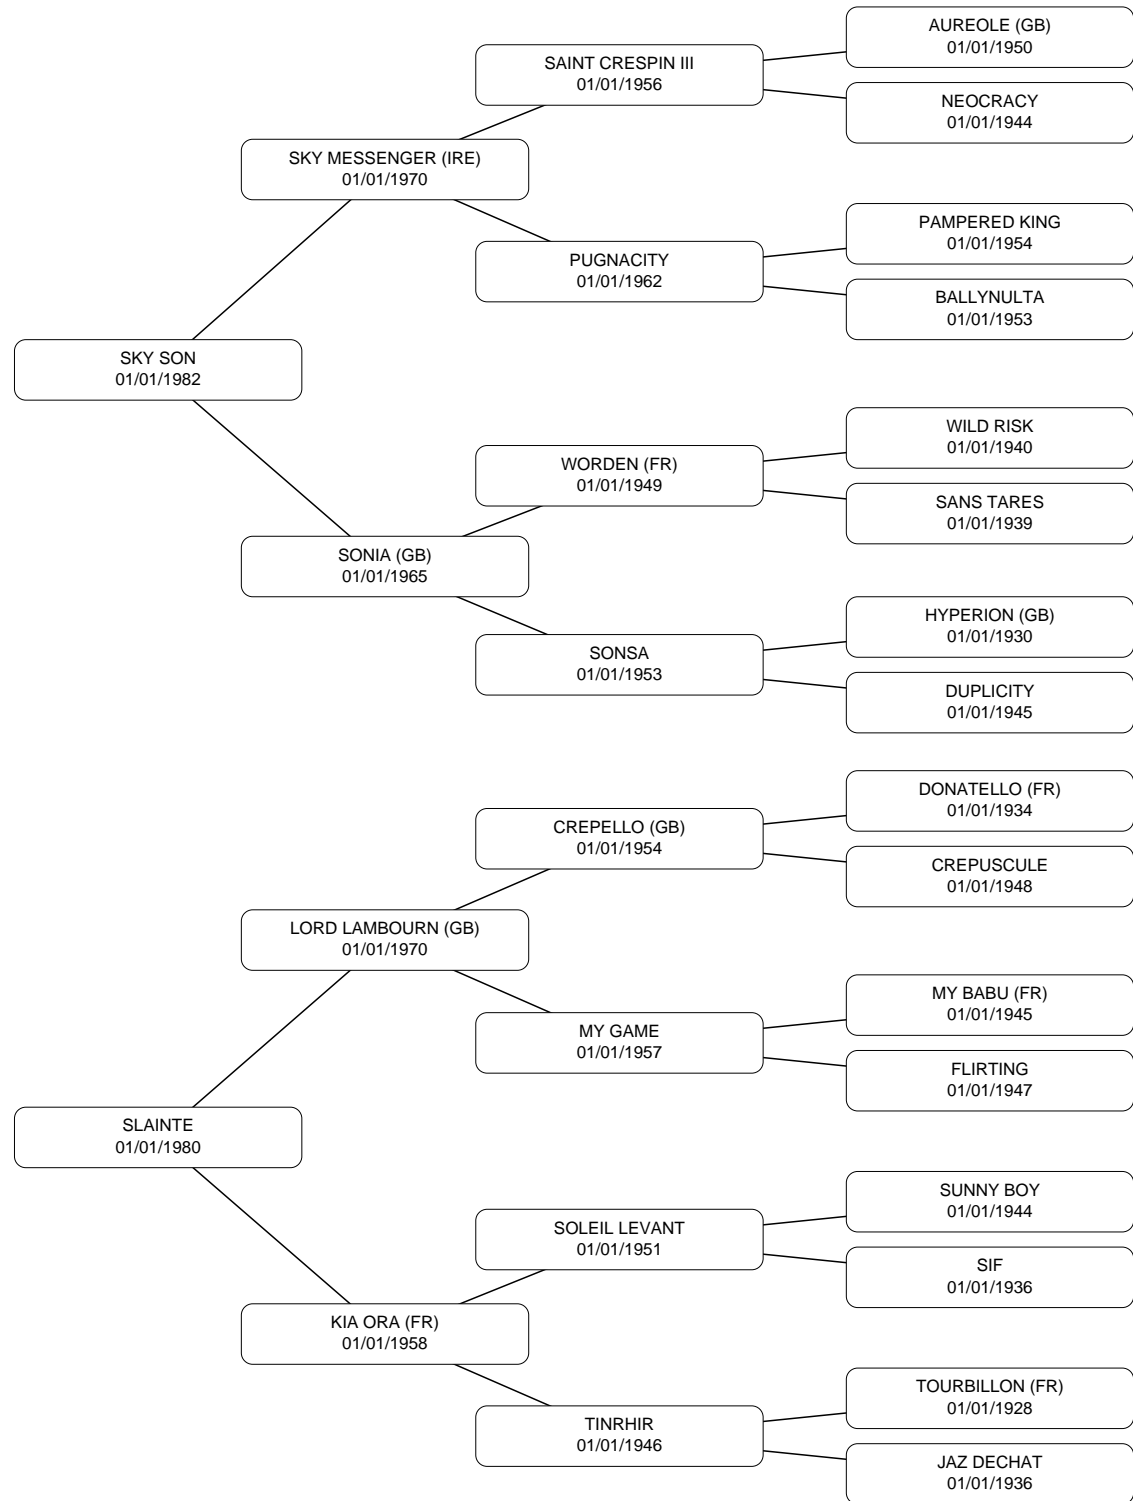 AUREOLE (GB)
01/01/1950
SAINT CRESPIN III
01/01/1956
NEOCRACY
01/01/1944
SKY MESSENGER (IRE)
01/01/1970
PAMPERED KING
01/01/1954
PUGNACITY
01/01/1962
BALLYNULTA
01/01/1953
SKY SON
01/01/1982
WILD RISK
01/01/1940
WORDEN (FR)
01/01/1949
SANS TARES
01/01/1939
SONIA (GB)
01/01/1965
HYPERION (GB)
01/01/1930
SONSA
01/01/1953
DUPLICITY
01/01/1945
DONATELLO (FR)
01/01/1934
CREPELLO (GB)
01/01/1954
CREPUSCULE
01/01/1948
LORD LAMBOURN (GB)
01/01/1970
MY BABU (FR)
01/01/1945
MY GAME
01/01/1957
FLIRTING
01/01/1947
SLAINTE
01/01/1980
SUNNY BOY
01/01/1944
SOLEIL LEVANT
01/01/1951
SIF
01/01/1936
KIA ORA (FR)
01/01/1958
TOURBILLON (FR)
01/01/1928
TINRHIR
01/01/1946
JAZ DECHAT
01/01/1936